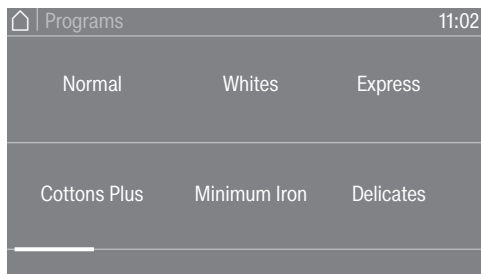 Programs 11:02
Normal Whites Express
Cottons Plus Minimum Iron Delicates